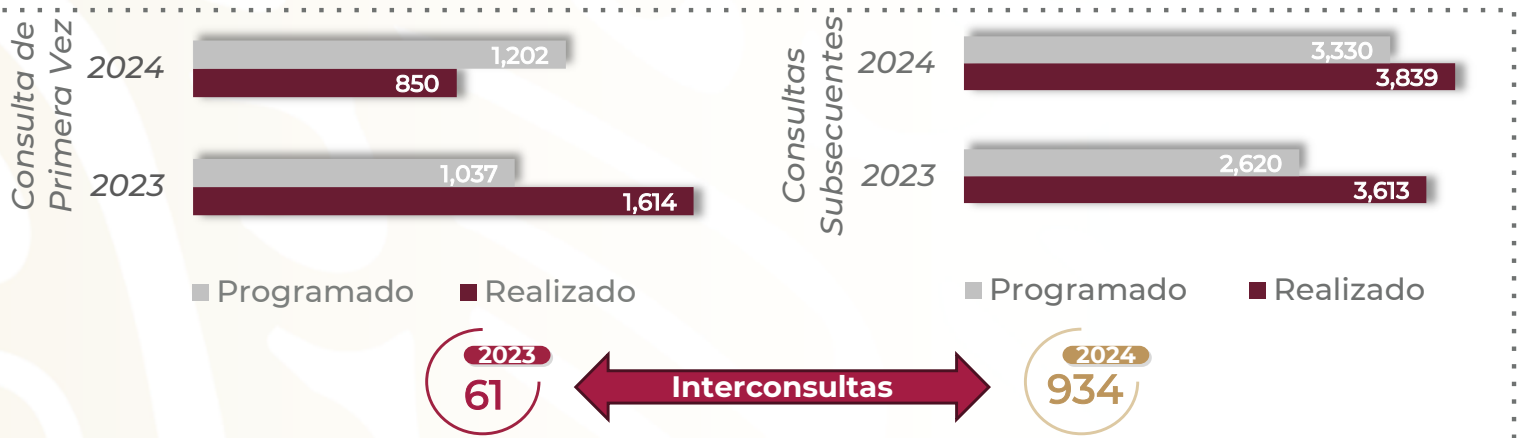 Consulta de
Primera Vez
2024
1,202
850
2023
1,037
1,614
Programado
Realizado
Consultas
Subsecuentes
2024
3,330
3,839
2023
2,620
3,613
Programado
Realizado
2023
61
Interconsultas
2024
934